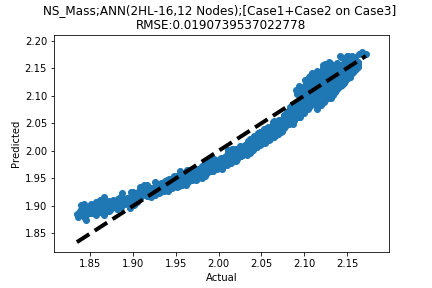 NS_Mass;ANN(2HL-16,12 Nodes);[Case1+Case2 on Case3]
RMSE:0.0190739537022778
2.20
2.15
2.10
2.05
2.00
1.95
1.90
1.85
Predicted
1.85 1.90 1.95 2.00 2.05 2.10 2.15
Actual